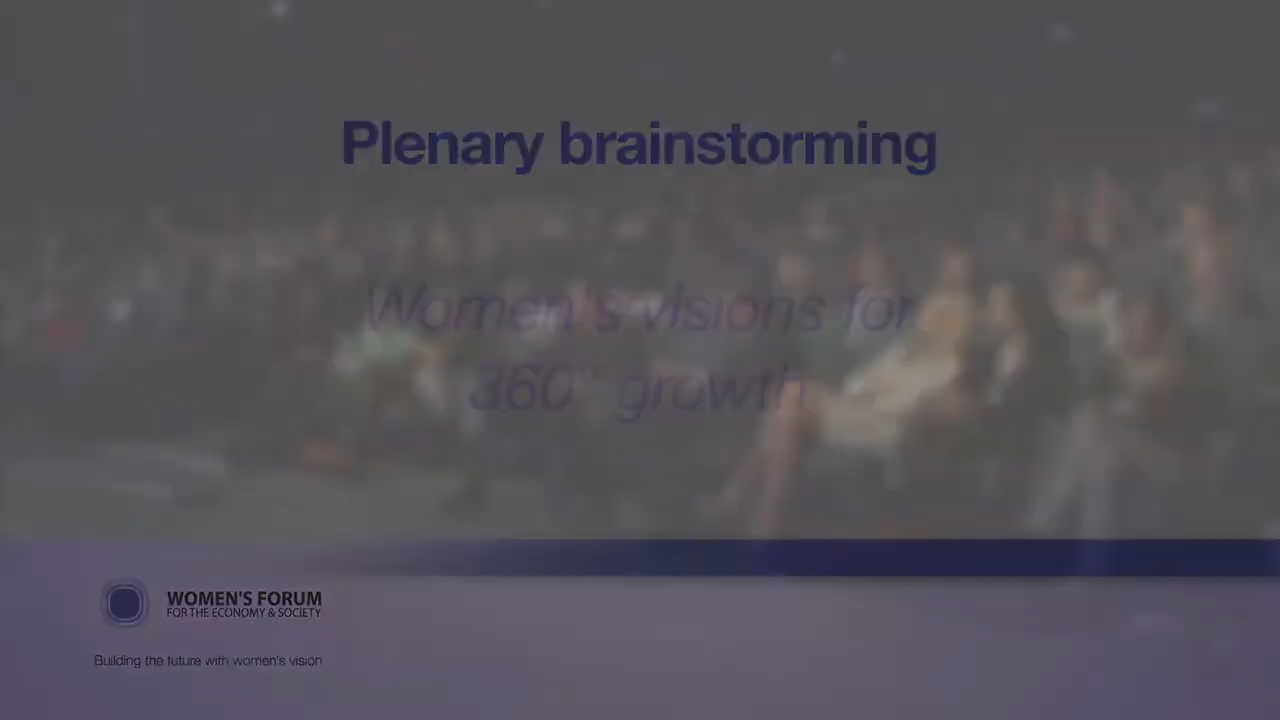 Plenary brainstorming
Women's visions for
360° growth
WOMEN'S FORUM
FOR THE ECONOMY & SOCIETY
Building the future with women's vision